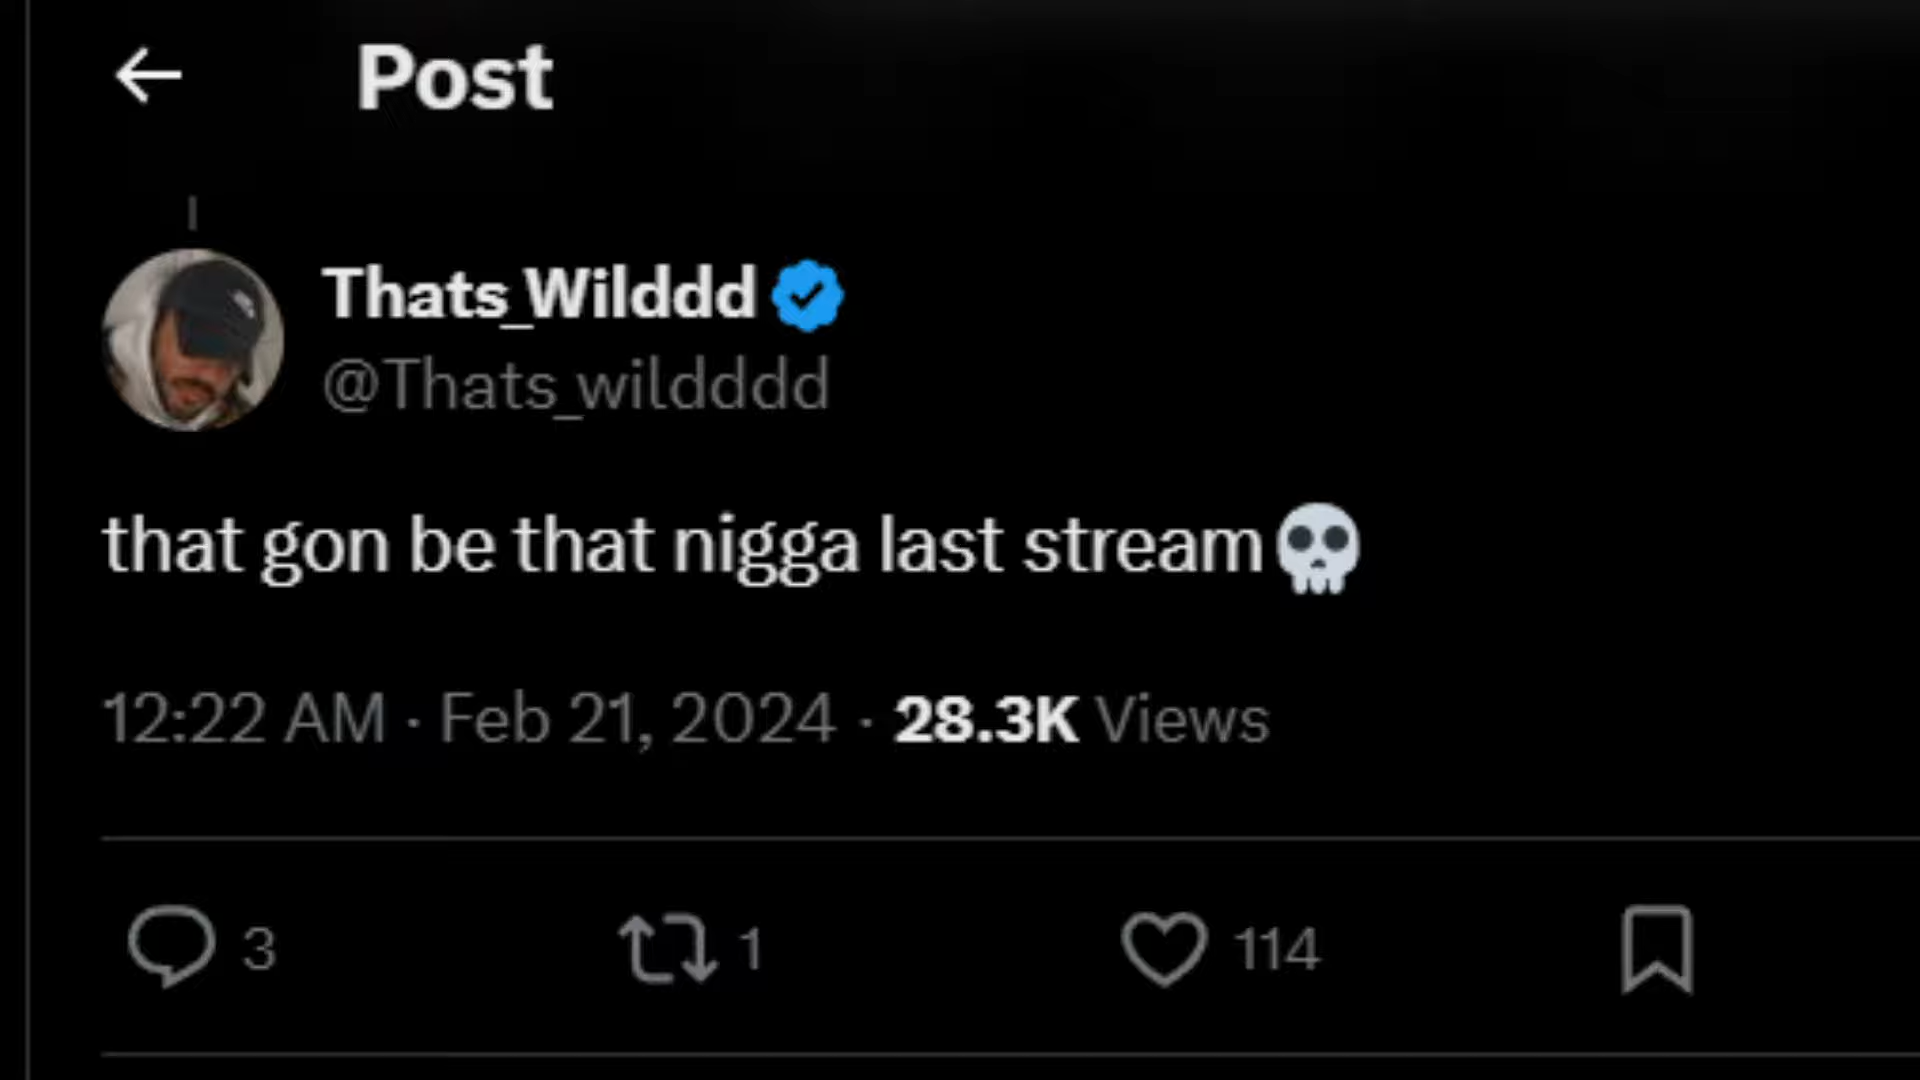 Post
Thats_Wilddd
@Thats_wildddd
that gon be that nigga last stream💀
12:22 AM · Feb 21, 2024 · 28.3K Views
3 1 114